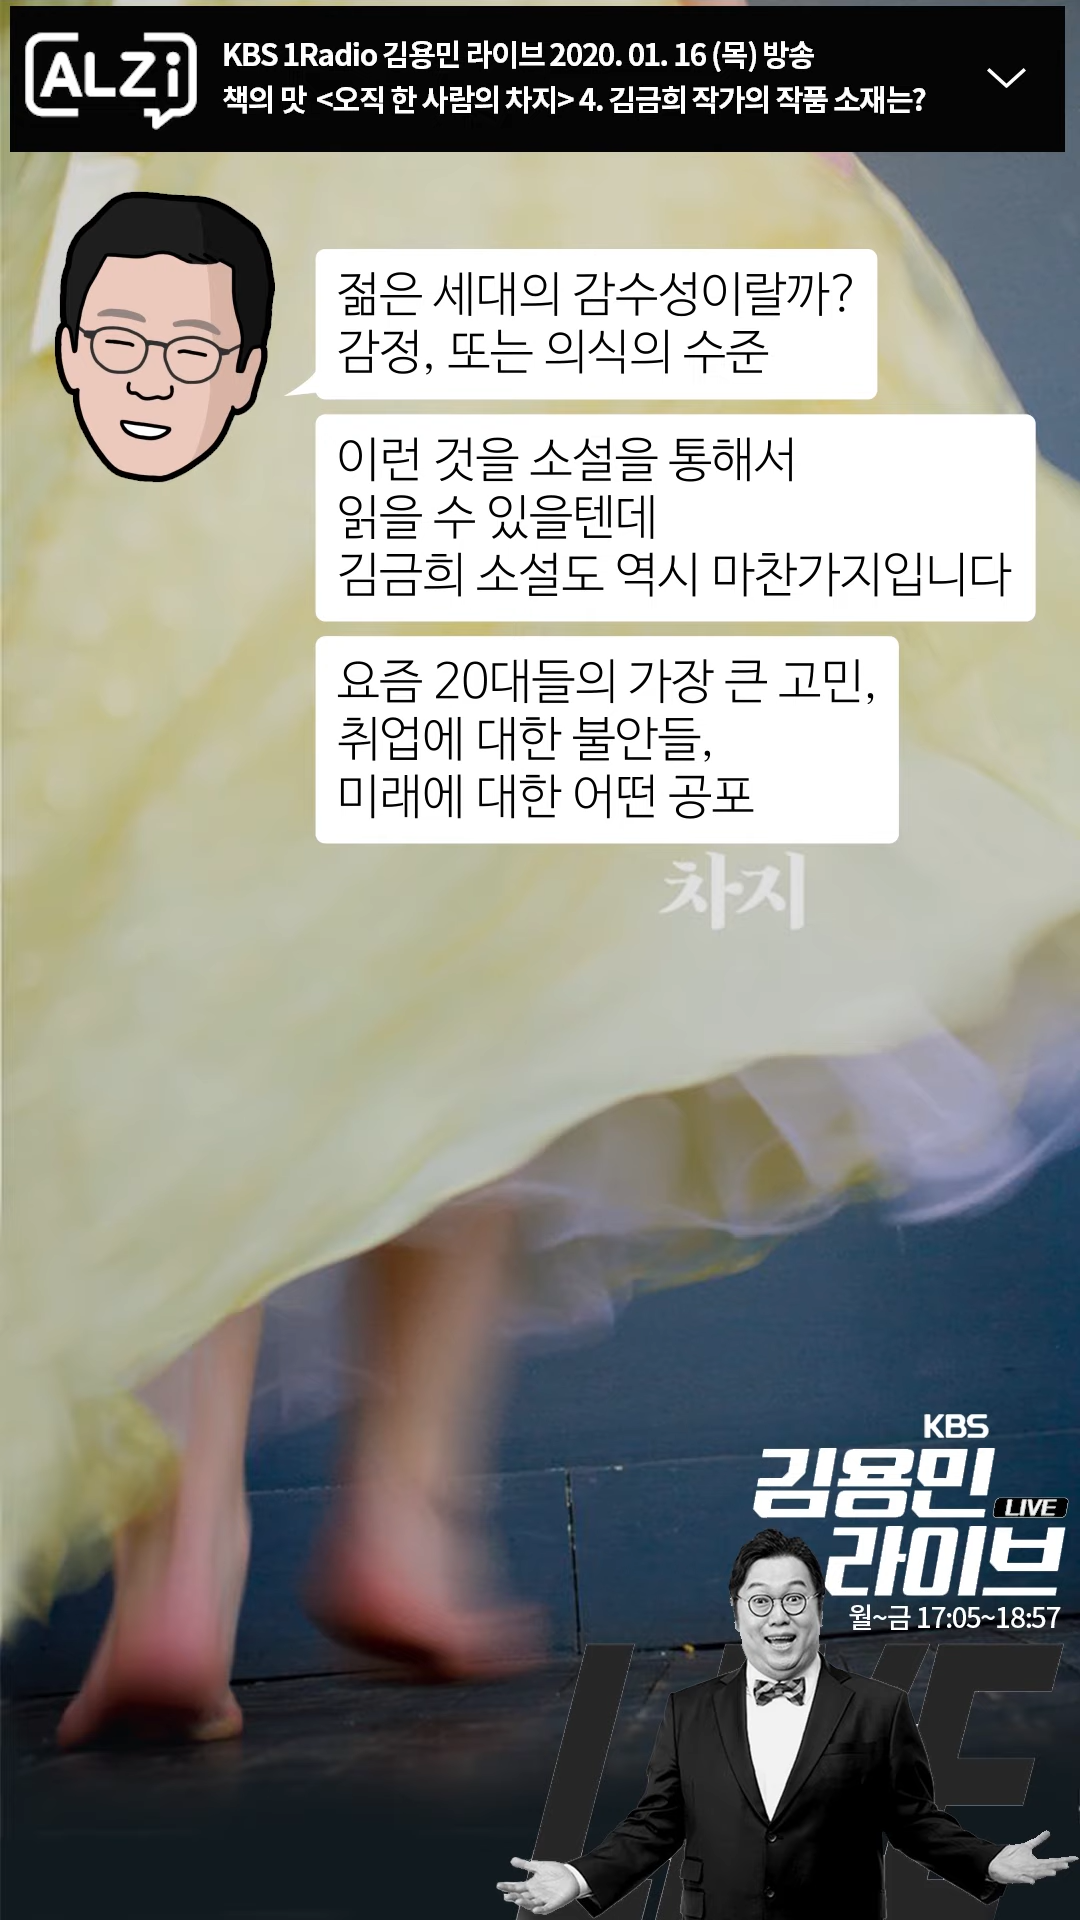 ALZi
KBS 1Radio 김용민 라이브 2020. 01. 16 (목) 방송
책의 맛 <오직 한 사람의 차지> 4. 김금희 작가의 작품 소재는?
젊은 세대의 감수성이랄까?
감정, 또는 의식의 수준
이런 것을 소설을 통해서
읽을 수 있을텐데
김금희 소설도 역시 마찬가지입니다
요즘 20대들의 가장 큰 고민,
취업에 대한 불안들,
미래에 대한 어떤 공포
차지
KBS
김용민
LIVE
라이브
월~금 17:05~18:57
LIVE